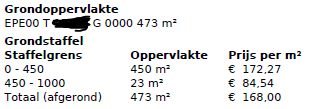 Grondoppervlakte
EPE00 T G 0000 473 m²
Grondstaffel
Staffelgrens Oppervlakte Prijs per m²
0 - 450 450 m² € 172,27
450 - 1000 23 m² € 84,54
Totaal (afgerond) 473 m² € 168,00